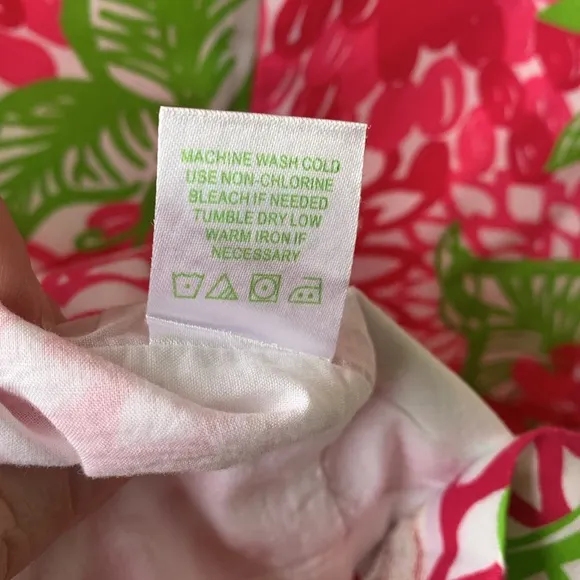 MACHINE WASH COLD
USE NON-CHLORINE
BLEACH IF NEEDED
TUMBLE DRY LOW
WARM IRON IF
NECESSARY